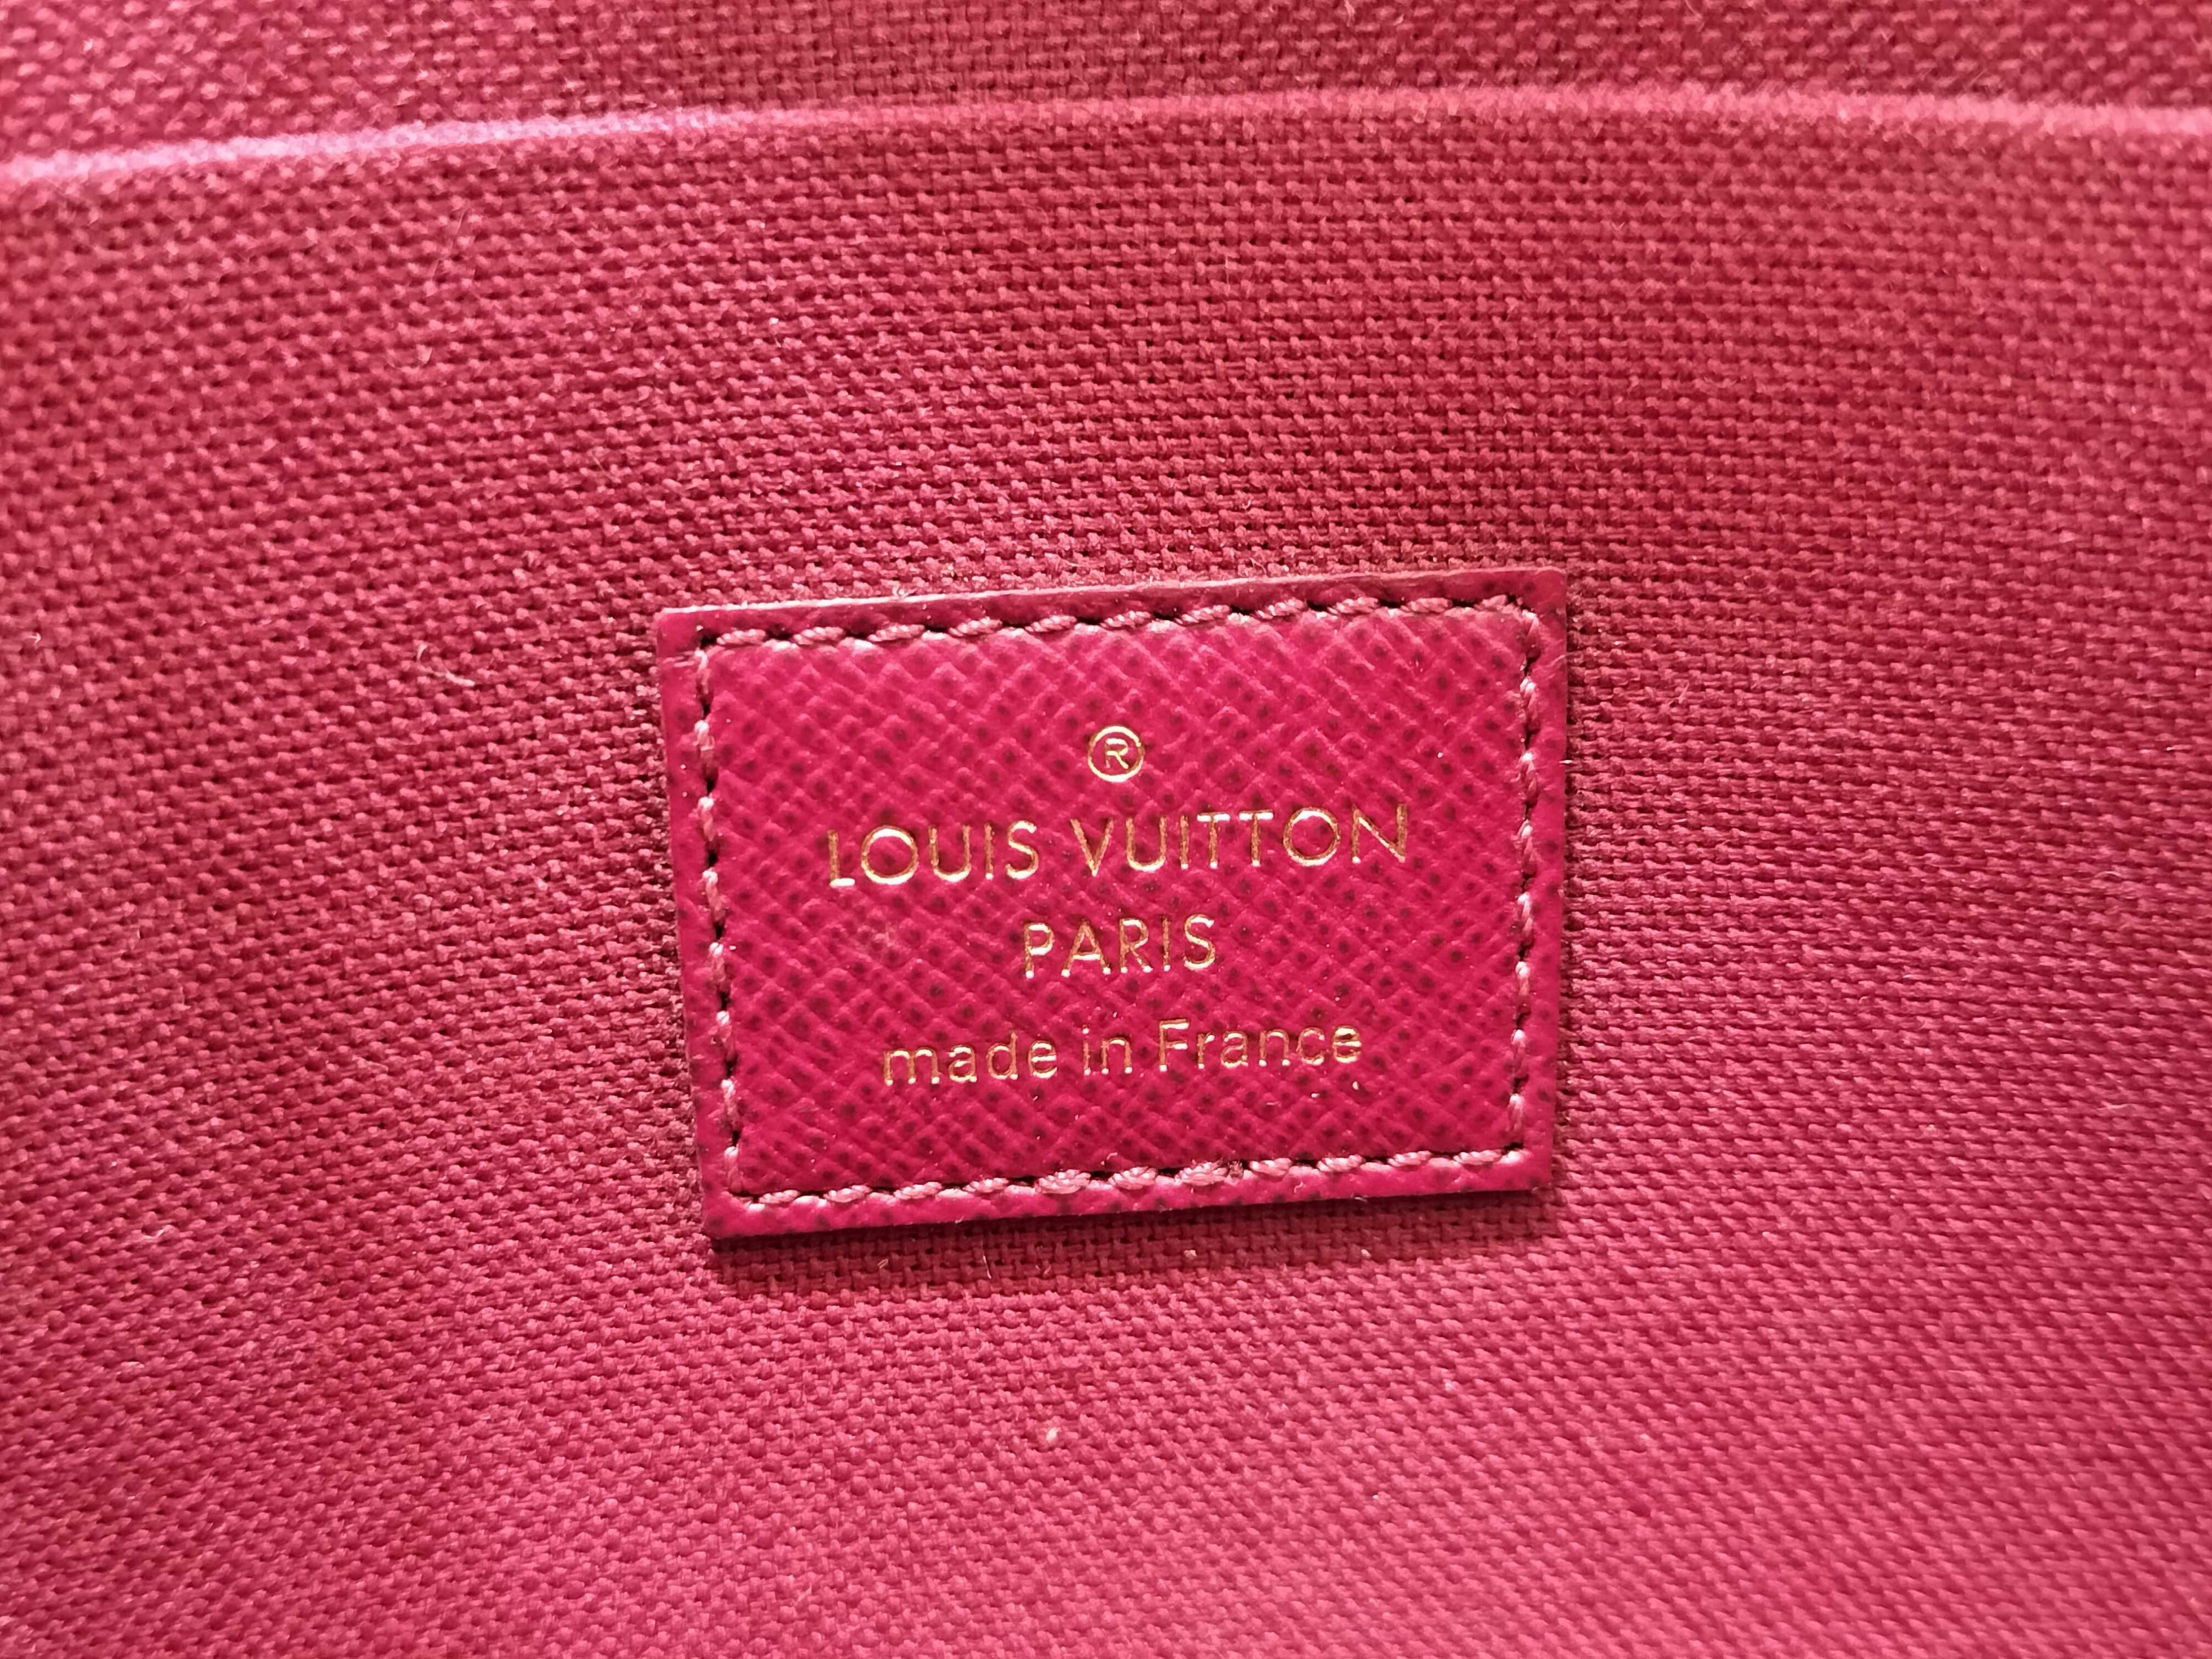 ®
LOUIS VUITTON
PARIS
made in France